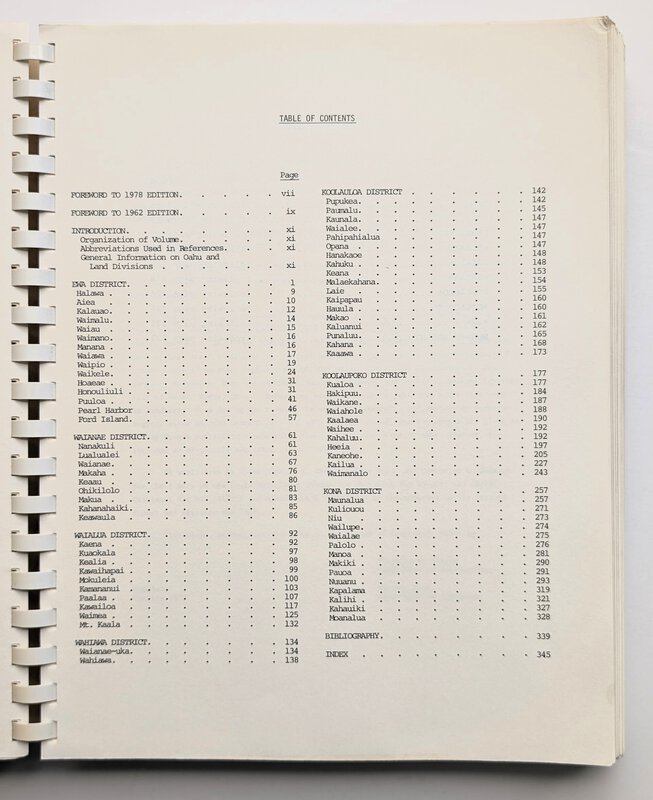 TABLE OF CONTENTS
Page
FOREWORD TO 1978 EDITION. . . . . . vii
FOREWORD TO 1962 EDITION. . . . . . ix
INTRODUCTION. . . . . . . . . xi
Organization of Volume. . . . . . xi
Abbreviations Used in References. . . . xi
General Information on Oahu and
Land Divisions . . . . . . . xi
EWA DISTRICT. . . . . . . . . 1
Halawa . . . . . . . . . . 9
Aiea . . . . . . . . . . 10
Kalauao. . . . . . . . . . 12
Waimalu. . . . . . . . . . 14
Waiau . . . . . . . . . . 15
Waimano. . . . . . . . . . 16
Manana . . . . . . . . . . 16
Waiawa . . . . . . . . . . 17
Waipio . . . . . . . . . . 19
Waikele. . . . . . . . . . 24
Hoaeae . . . . . . . . . . 31
Honouliuli . . . . . . . . . 31
Puuloa . . . . . . . . . . 41
Pearl Harbor . . . . . . . . 46
Ford Island. . . . . . . . . 57
WAIANAE DISTRICT. . . . . . . . 61
Nanakuli . . . . . . . . . 61
Lualualei . . . . . . . . . 63
Waianae. . . . . . . . . . 67
Makaha . . . . . . . . . . 76
Keaau . . . . . . . . . . 80
Ohikilolo . . . . . . . . . 81
Makua . . . . . . . . . . 83
Kahanahaiki. . . . . . . . . 85
Keawaula . . . . . . . . . 86
WAIALUA DISTRICT. . . . . . . . 92
Kaena . . . . . . . . . . 92
Kuaokala . . . . . . . . . 97
Kealia . . . . . . . . . . 98
Kawaihapai . . . . . . . . . 99
Mokuleia . . . . . . . . . 100
Kamananui . . . . . . . . . 103
Paalaa . . . . . . . . . . 107
Kawailoa . . . . . . . . . 117
Waimea . . . . . . . . . . 125
Mt. Kaala . . . . . . . . . 132
WAHIAWA DISTRICT. . . . . . . . 134
Waianae-uka. . . . . . . . . 134
Wahiawa. . . . . . . . . . 138
KOOLAULOA DISTRICT . . . . . . . 142
Pupukea. . . . . . . . . . 142
Paumalu. . . . . . . . . . 145
Kaunala. . . . . . . . . . 147
Waialee. . . . . . . . . . 147
Pahipahialua . . . . . . . . 147
Opana . . . . . . . . . . 147
Hanakaoe . . . . . . . . . 148
Kahuku . . . . . . . . . . 148
Keana . . . . . . . . . . 153
Malaekahana. . . . . . . . . 154
Laie . . . . . . . . . . 155
Kaipapau . . . . . . . . . 160
Hauula . . . . . . . . . . 160
Makao . . . . . . . . . . 161
Kaluanui . . . . . . . . . 162
Punaluu. . . . . . . . . . 165
Kahana . . . . . . . . . . 168
Kaaawa . . . . . . . . . . 173
KOOLAUPOKO DISTRICT . . . . . . . 177
Kualoa . . . . . . . . . . 177
Hakipuu. . . . . . . . . . 184
Waikane. . . . . . . . . . 187
Waiahole . . . . . . . . . 188
Kaalaea . . . . . . . . . 190
Waihee . . . . . . . . . . 192
Kahaluu. . . . . . . . . . 192
Heeia . . . . . . . . . . 197
Kaneohe. . . . . . . . . . 205
Kailua . . . . . . . . . . 227
Waimanalo . . . . . . . . . 243
KONA DISTRICT . . . . . . . . 257
Maunalua . . . . . . . . . 257
Kuliouou . . . . . . . . . 271
Niu . . . . . . . . . . 273
Wailupe. . . . . . . . . . 274
Waialae . . . . . . . . . 275
Palolo . . . . . . . . . . 276
Manoa . . . . . . . . . . 281
Makiki . . . . . . . . . . 290
Pauoa . . . . . . . . . . 291
Nuuanu . . . . . . . . . . 293
Kapalama . . . . . . . . . 319
Kalihi . . . . . . . . . . 321
Kahauiki . . . . . . . . . 327
Moanalua . . . . . . . . . 328
BIBLIOGRAPHY. . . . . . . . . 339
INDEX . . . . . . . . . . 345